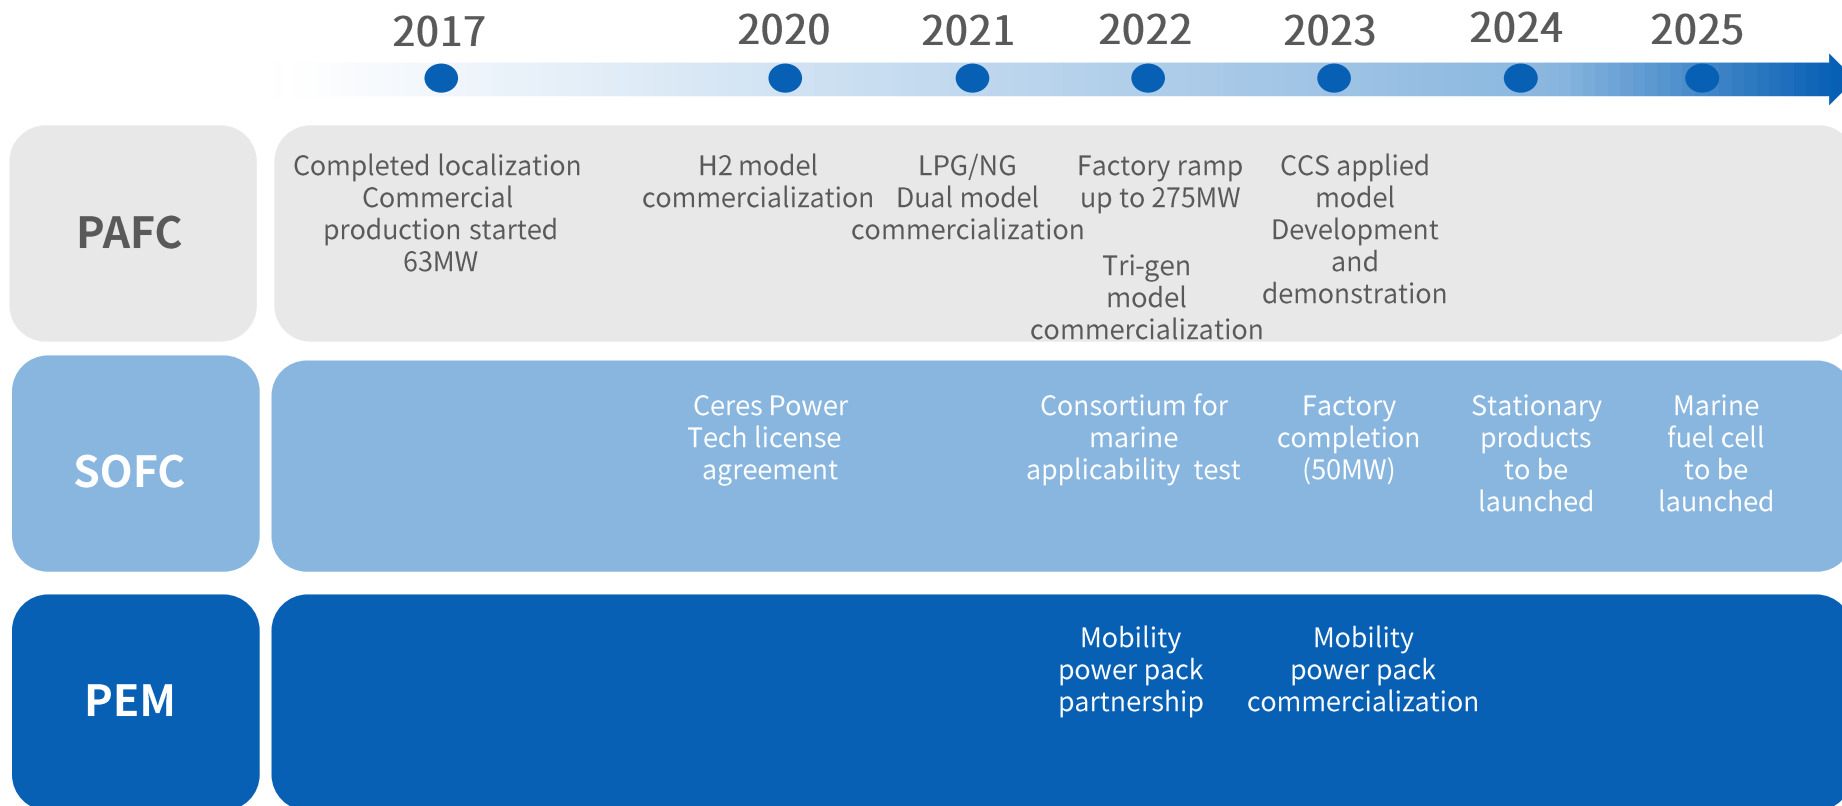 2017
2020
2021
2022
2023
2024
2025
PAFC
Completed localization
Commercial
production started
63MW
H2 model
commercialization
LPG/NG
Dual model
commercialization
Factory ramp
up to 275MW
Tri-gen
model
commercialization
CCS applied
model
Development
and
demonstration
SOFC
Ceres Power
Tech license
agreement
Consortium for
marine
applicability test
Factory
completion
(50MW)
Stationary
products
to be
launched
Marine
fuel cell
to be
launched
PEM
Mobility
power pack
partnership
Mobility
power pack
commercialization